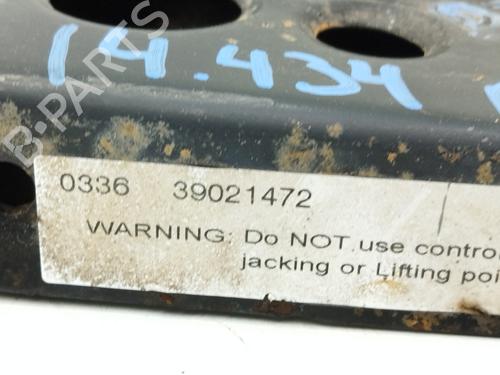 14.434
B-PARTS
0336 39021472
WARNING: Do NOT use contro
jacking or Lifting poi